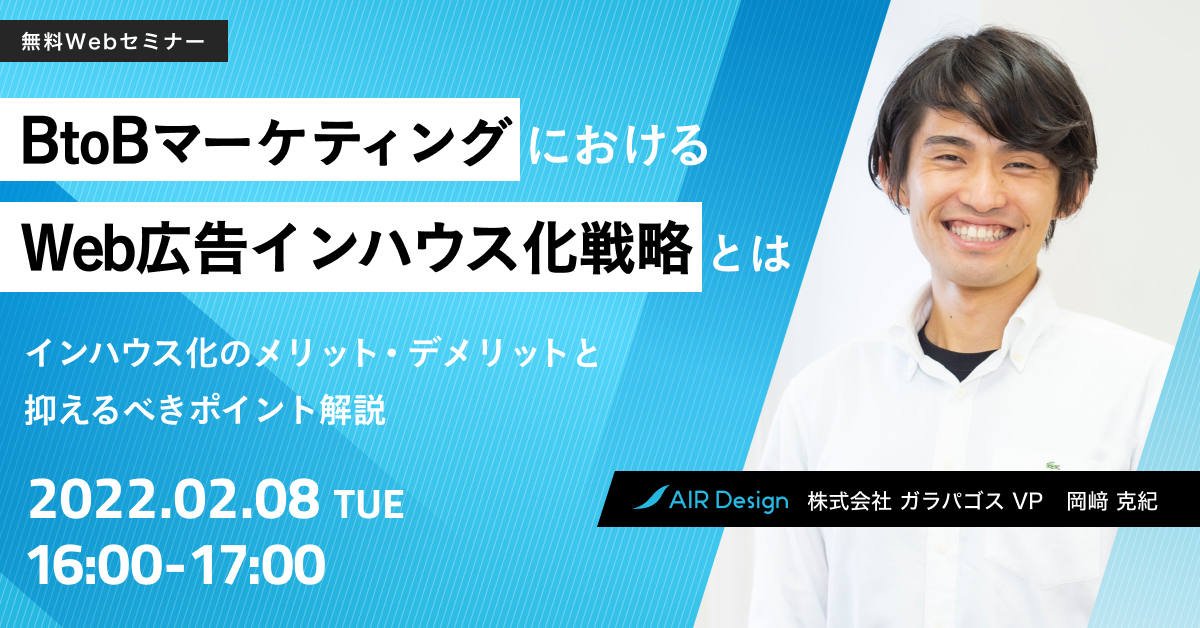 無料Webセミナー
BtoBマーケティングにおける
Web広告インハウス化戦略とは
インハウス化のメリット・デメリットと
抑えるべきポイント解説
2022.02.08 TUE
16:00-17:00
AIR Design 株式会社 ガラパゴス VP 岡﨑 克紀